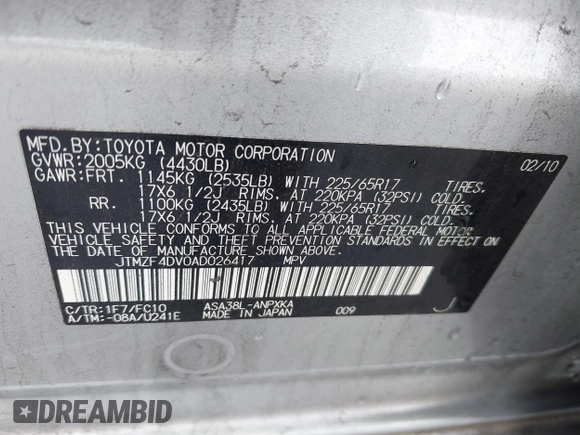 MFD.BY:TOYOTA MOTOR CORPORATION 02/10
GVWR:2005KG (4430LB)
GAWR:FRT. 1145KG (2535LB) WITH 225/65R17 TIRES.
17X6 1/2J RIMS. AT 220KPA (32PSI) COLD.
RR. 1100KG (2435LB) WITH 225/65R17 TIRES.
17X6 1/2J RIMS. AT 220KPA (32PSI) COLD.
THIS VEHICLE CONFORMS TO ALL APPLICABLE FEDERAL MOTOR
VEHICLE SAFETY STANDARDS IN EFFECT ON
THE DATE OF MANUFACTURE SHOWN ABOVE.
JTMZF4DV0AD026417 MPV
C/TR:1F7/FC10 ASA38L-ANPXKA
A/TM:-08A/U241E MADE IN JAPAN 009 J
DREAMBID